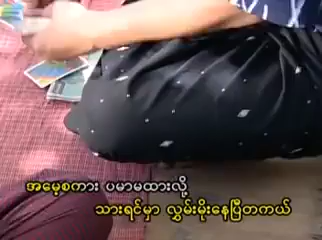 အမေ့စကား ပမာမထားလို့
သားရင်မှာ လွှမ်းမိုးနေပြီတကယ်